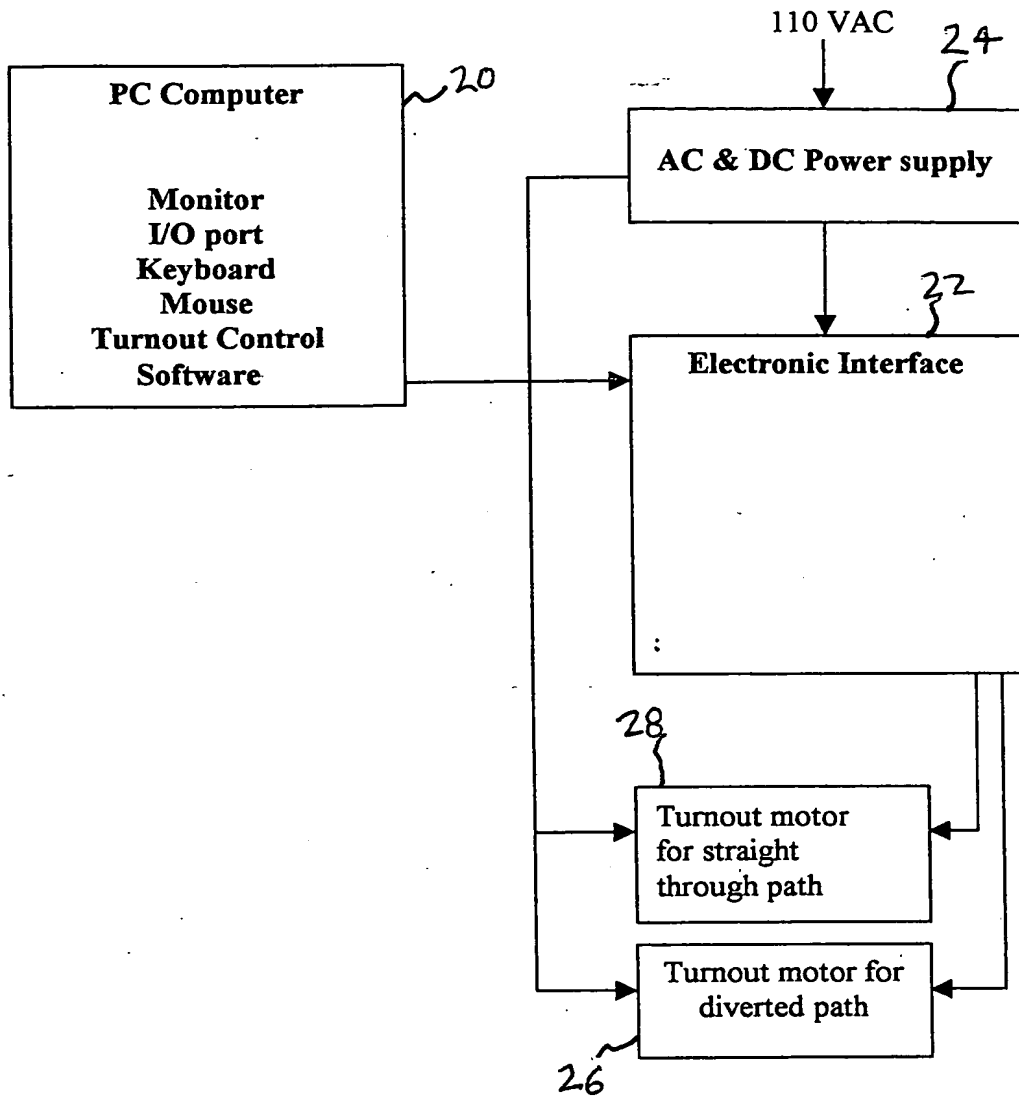 110 VAC
24
PC Computer
20
Monitor
I/O port
Keyboard
Mouse
Turnout Control
Software
AC & DC Power supply
22
Electronic Interface
:
28
Turnout motor
for straight
through path
Turnout motor for
diverted path
26